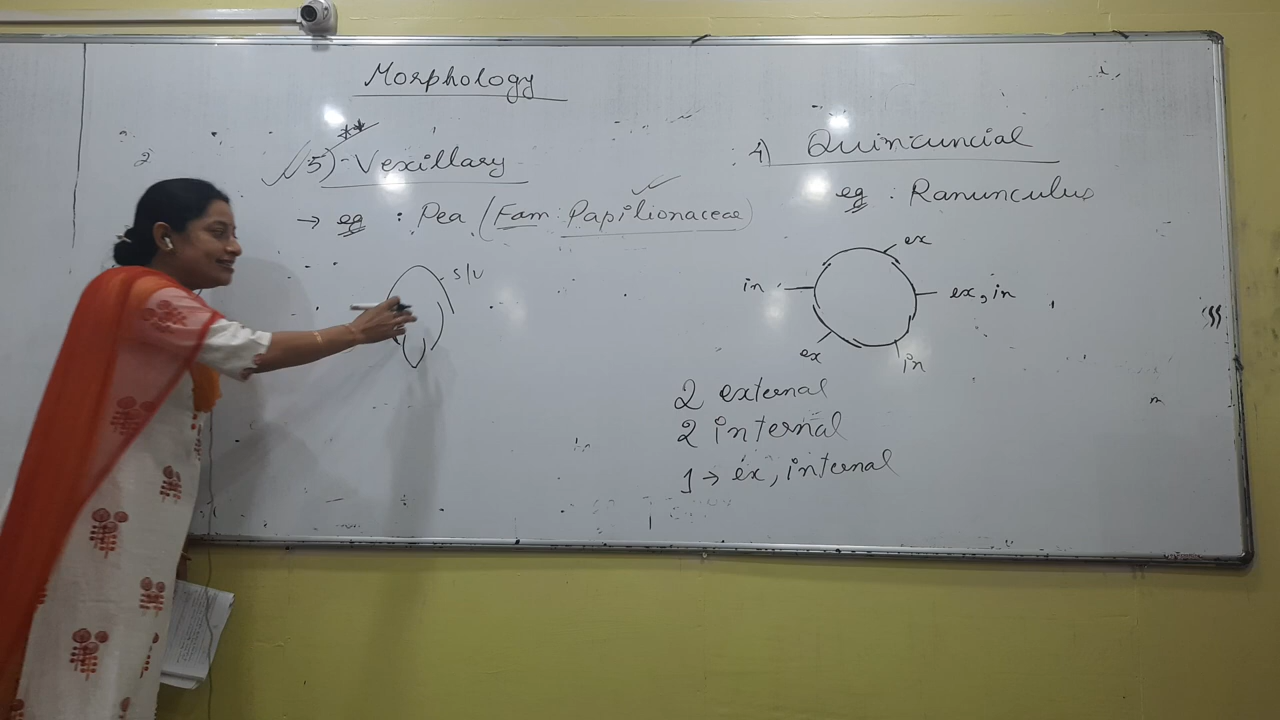 Morphology
** 5) Vexillary
→ eg : Pea (Fam: Papilionaceae)
S/V
4) Quincuncial
eg : Ranunculus
ex
in
ex, in
ex
in
2 external
2 internal
1 → ex, internal